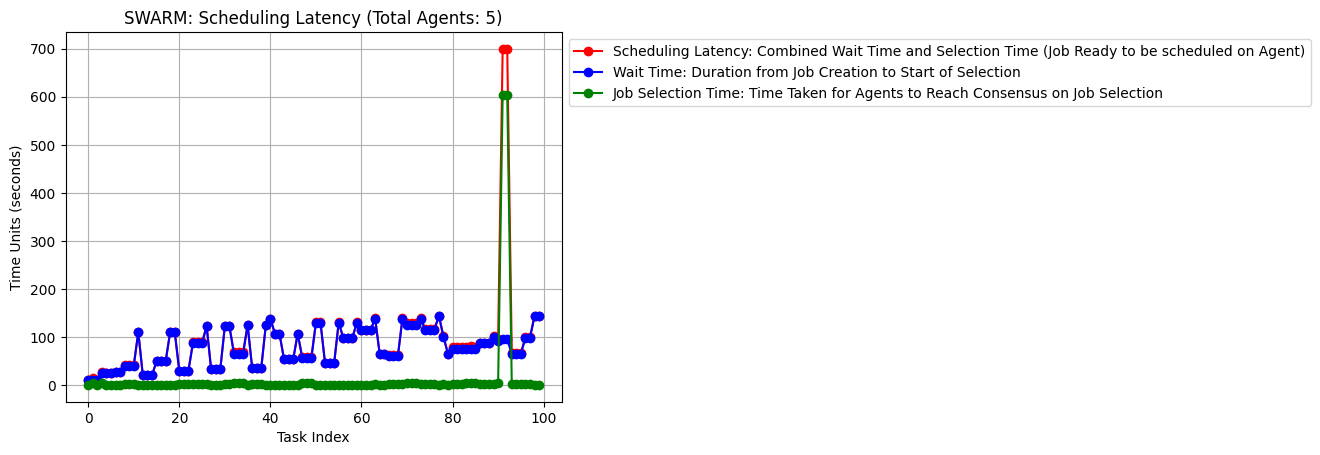 SWARM: Scheduling Latency (Total Agents: 5)
Scheduling Latency: Combined Wait Time and Selection Time (Job Ready to be scheduled on Agent)
Wait Time: Duration from Job Creation to Start of Selection
Job Selection Time: Time Taken for Agents to Reach Consensus on Job Selection
Time Units (seconds)
700
600
500
400
300
200
100
0
0 20 40 60 80 100
Task Index